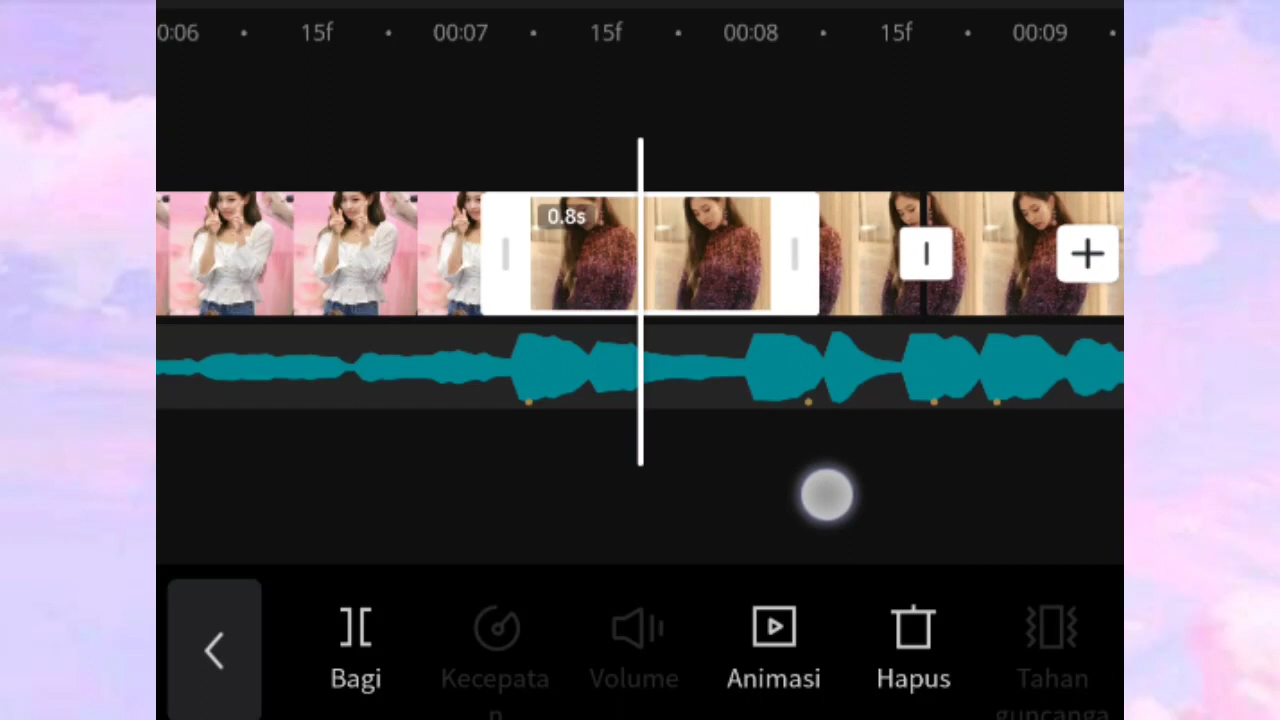 0:06 15f 00:07 15f 00:08 15f 00:09
0.8s
Bagi
Kecepata
n
Volume
Animasi
Hapus
Tahan
guncanga